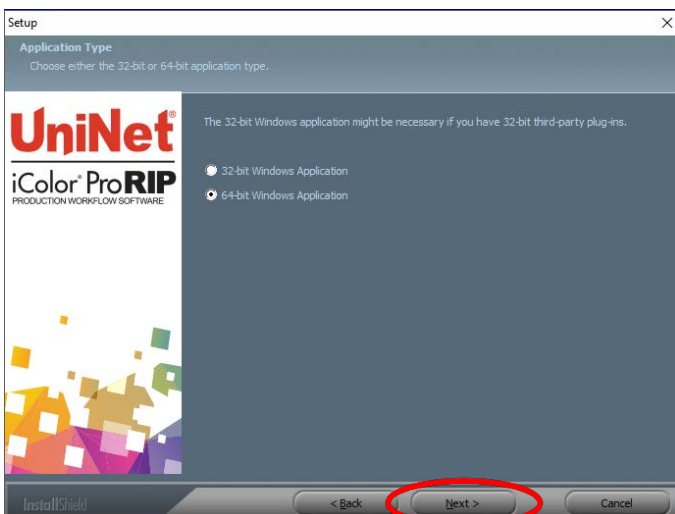 Setup
Application Type
Choose either the 32-bit or 64-bit application type.
UniNet®
iColor® ProRIP
PRODUCTION WORKFLOW SOFTWARE
The 32-bit Windows application might be necessary if you have 32-bit third-party plug-ins.
32-bit Windows Application
64-bit Windows Application
InstallShield
< Back
Next >
Cancel